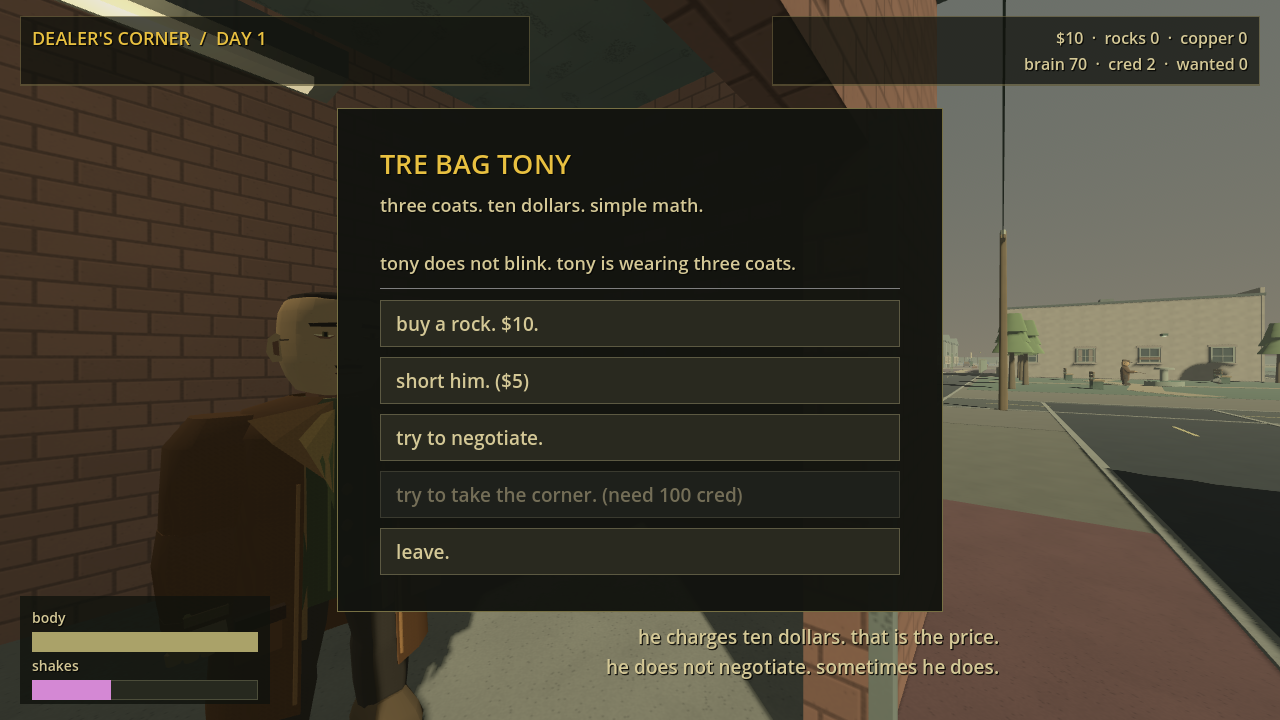 DEALER'S CORNER / DAY 1
$10 · rocks 0 · copper 0
brain 70 · cred 2 · wanted 0
TRE BAG TONY
three coats. ten dollars. simple math.
tony does not blink. tony is wearing three coats.
buy a rock. $10.
short him. ($5)
try to negotiate.
try to take the corner. (need 100 cred)
leave.
body
shakes
he charges ten dollars. that is the price.
he does not negotiate. sometimes he does.